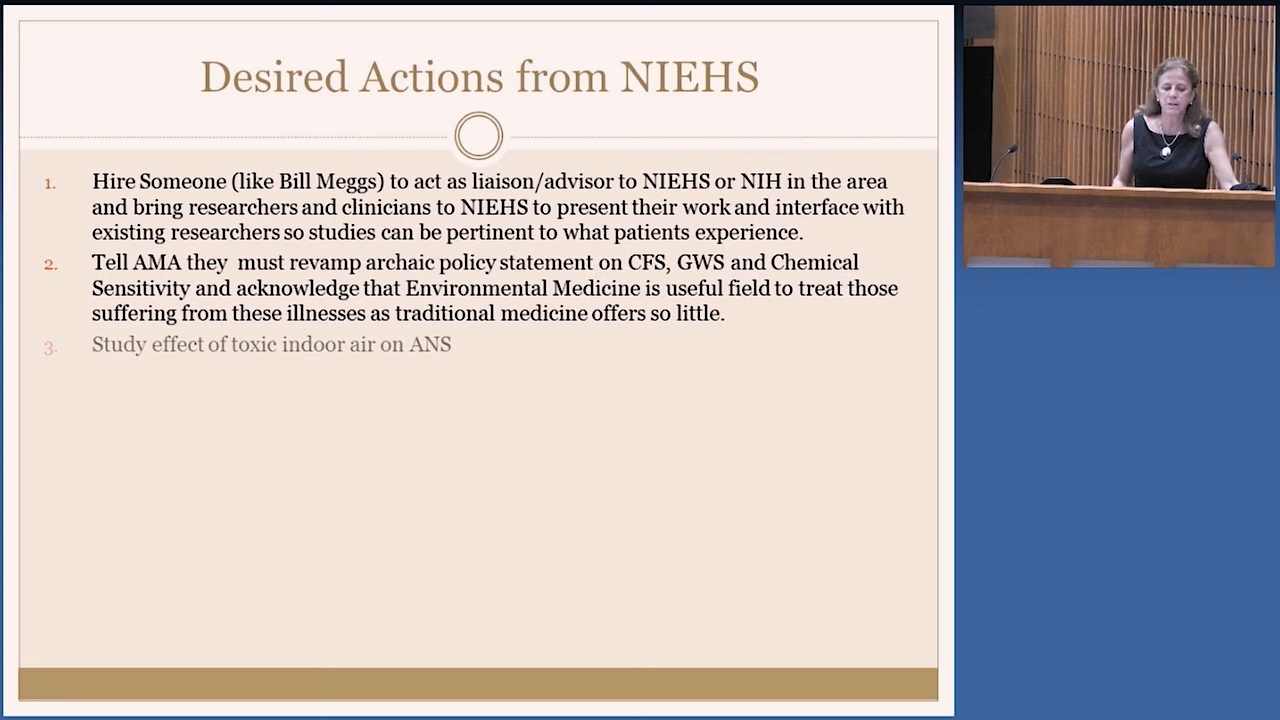 Desired Actions from NIEHS
1. Hire Someone (like Bill Meggs) to act as liaison/advisor to NIEHS or NIH in the area
and bring researchers and clinicians to NIEHS to present their work and interface with
existing researchers so studies can be pertinent to what patients experience.
2. Tell AMA they  must revamp archaic policy statement on CFS, GWS and Chemical
Sensitivity and acknowledge that Environmental Medicine is useful field to treat those
suffering from these illnesses as traditional medicine offers so little.
3. Study effect of toxic indoor air on ANS